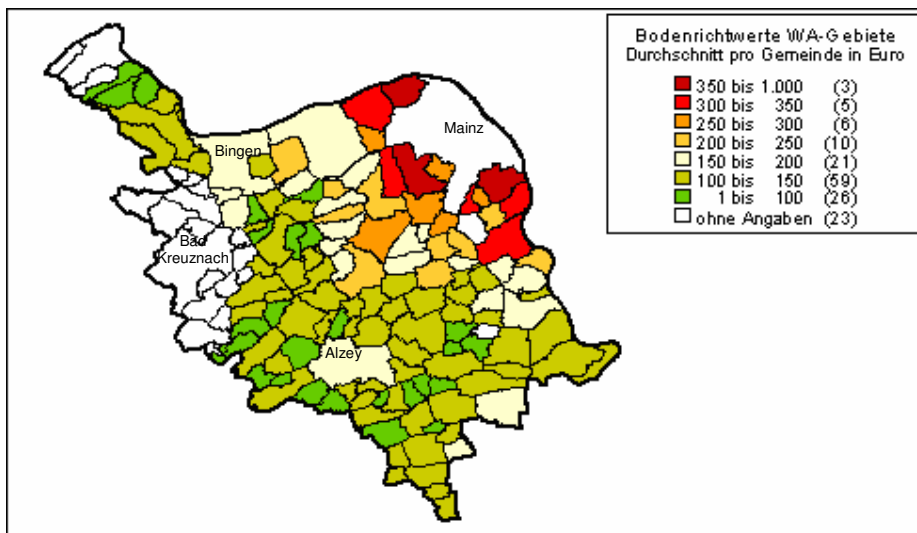 Bodenrichtwerte WA-Gebiete
Durchschnitt pro Gemeinde in Euro
350 bis 1.000 (3)
300 bis 350 (5)
250 bis 300 (6)
200 bis 250 (10)
150 bis 200 (21)
100 bis 150 (59)
1 bis 100 (26)
ohne Angaben (23)
Mainz
Bingen
Bad
Kreuznach
Alzey